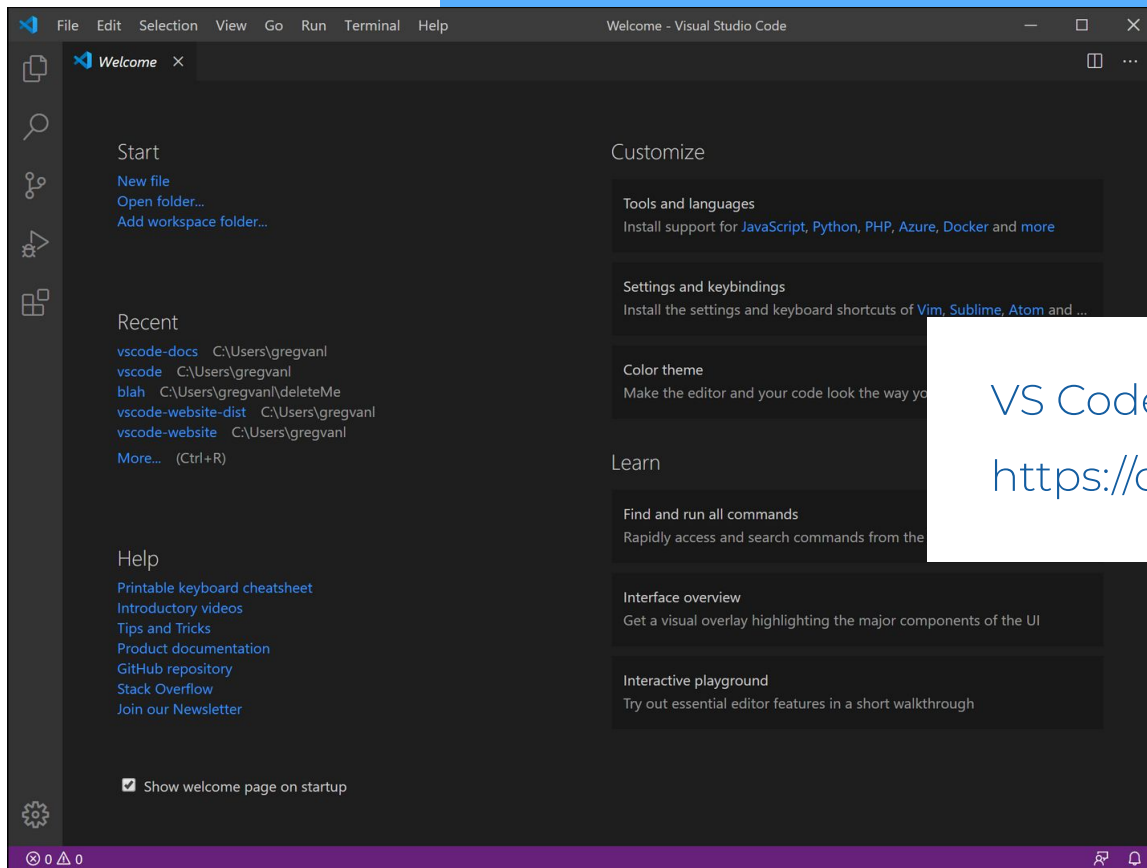 File Edit Selection View Go Run Terminal Help
Welcome - Visual Studio Code
Welcome
Start
New file
Open folder...
Add workspace folder...
Recent
vscode-docs C:\Users\gregvanl
vscode C:\Users\gregvanl
blah C:\Users\gregvanl\deleteMe
vscode-website-dist C:\Users\gregvanl
vscode-website C:\Users\gregvanl
More... (Ctrl+R)
Help
Printable keyboard cheatsheet
Introductory videos
Tips and Tricks
Product documentation
GitHub repository
Stack Overflow
Join our Newsletter
Show welcome page on startup
Customize
Tools and languages
Install support for JavaScript, Python, PHP, Azure, Docker and more
Settings and keybindings
Install the settings and keyboard shortcuts of Vim, Sublime, Atom and ...
Color theme
Make the editor and your code look the way
Learn
Find and run all commands
Rapidly access and search commands from the
Interface overview
Get a visual overlay highlighting the major components of the UI
Interactive playground
Try out essential editor features in a short walkthrough
VS Code
https://
0 0